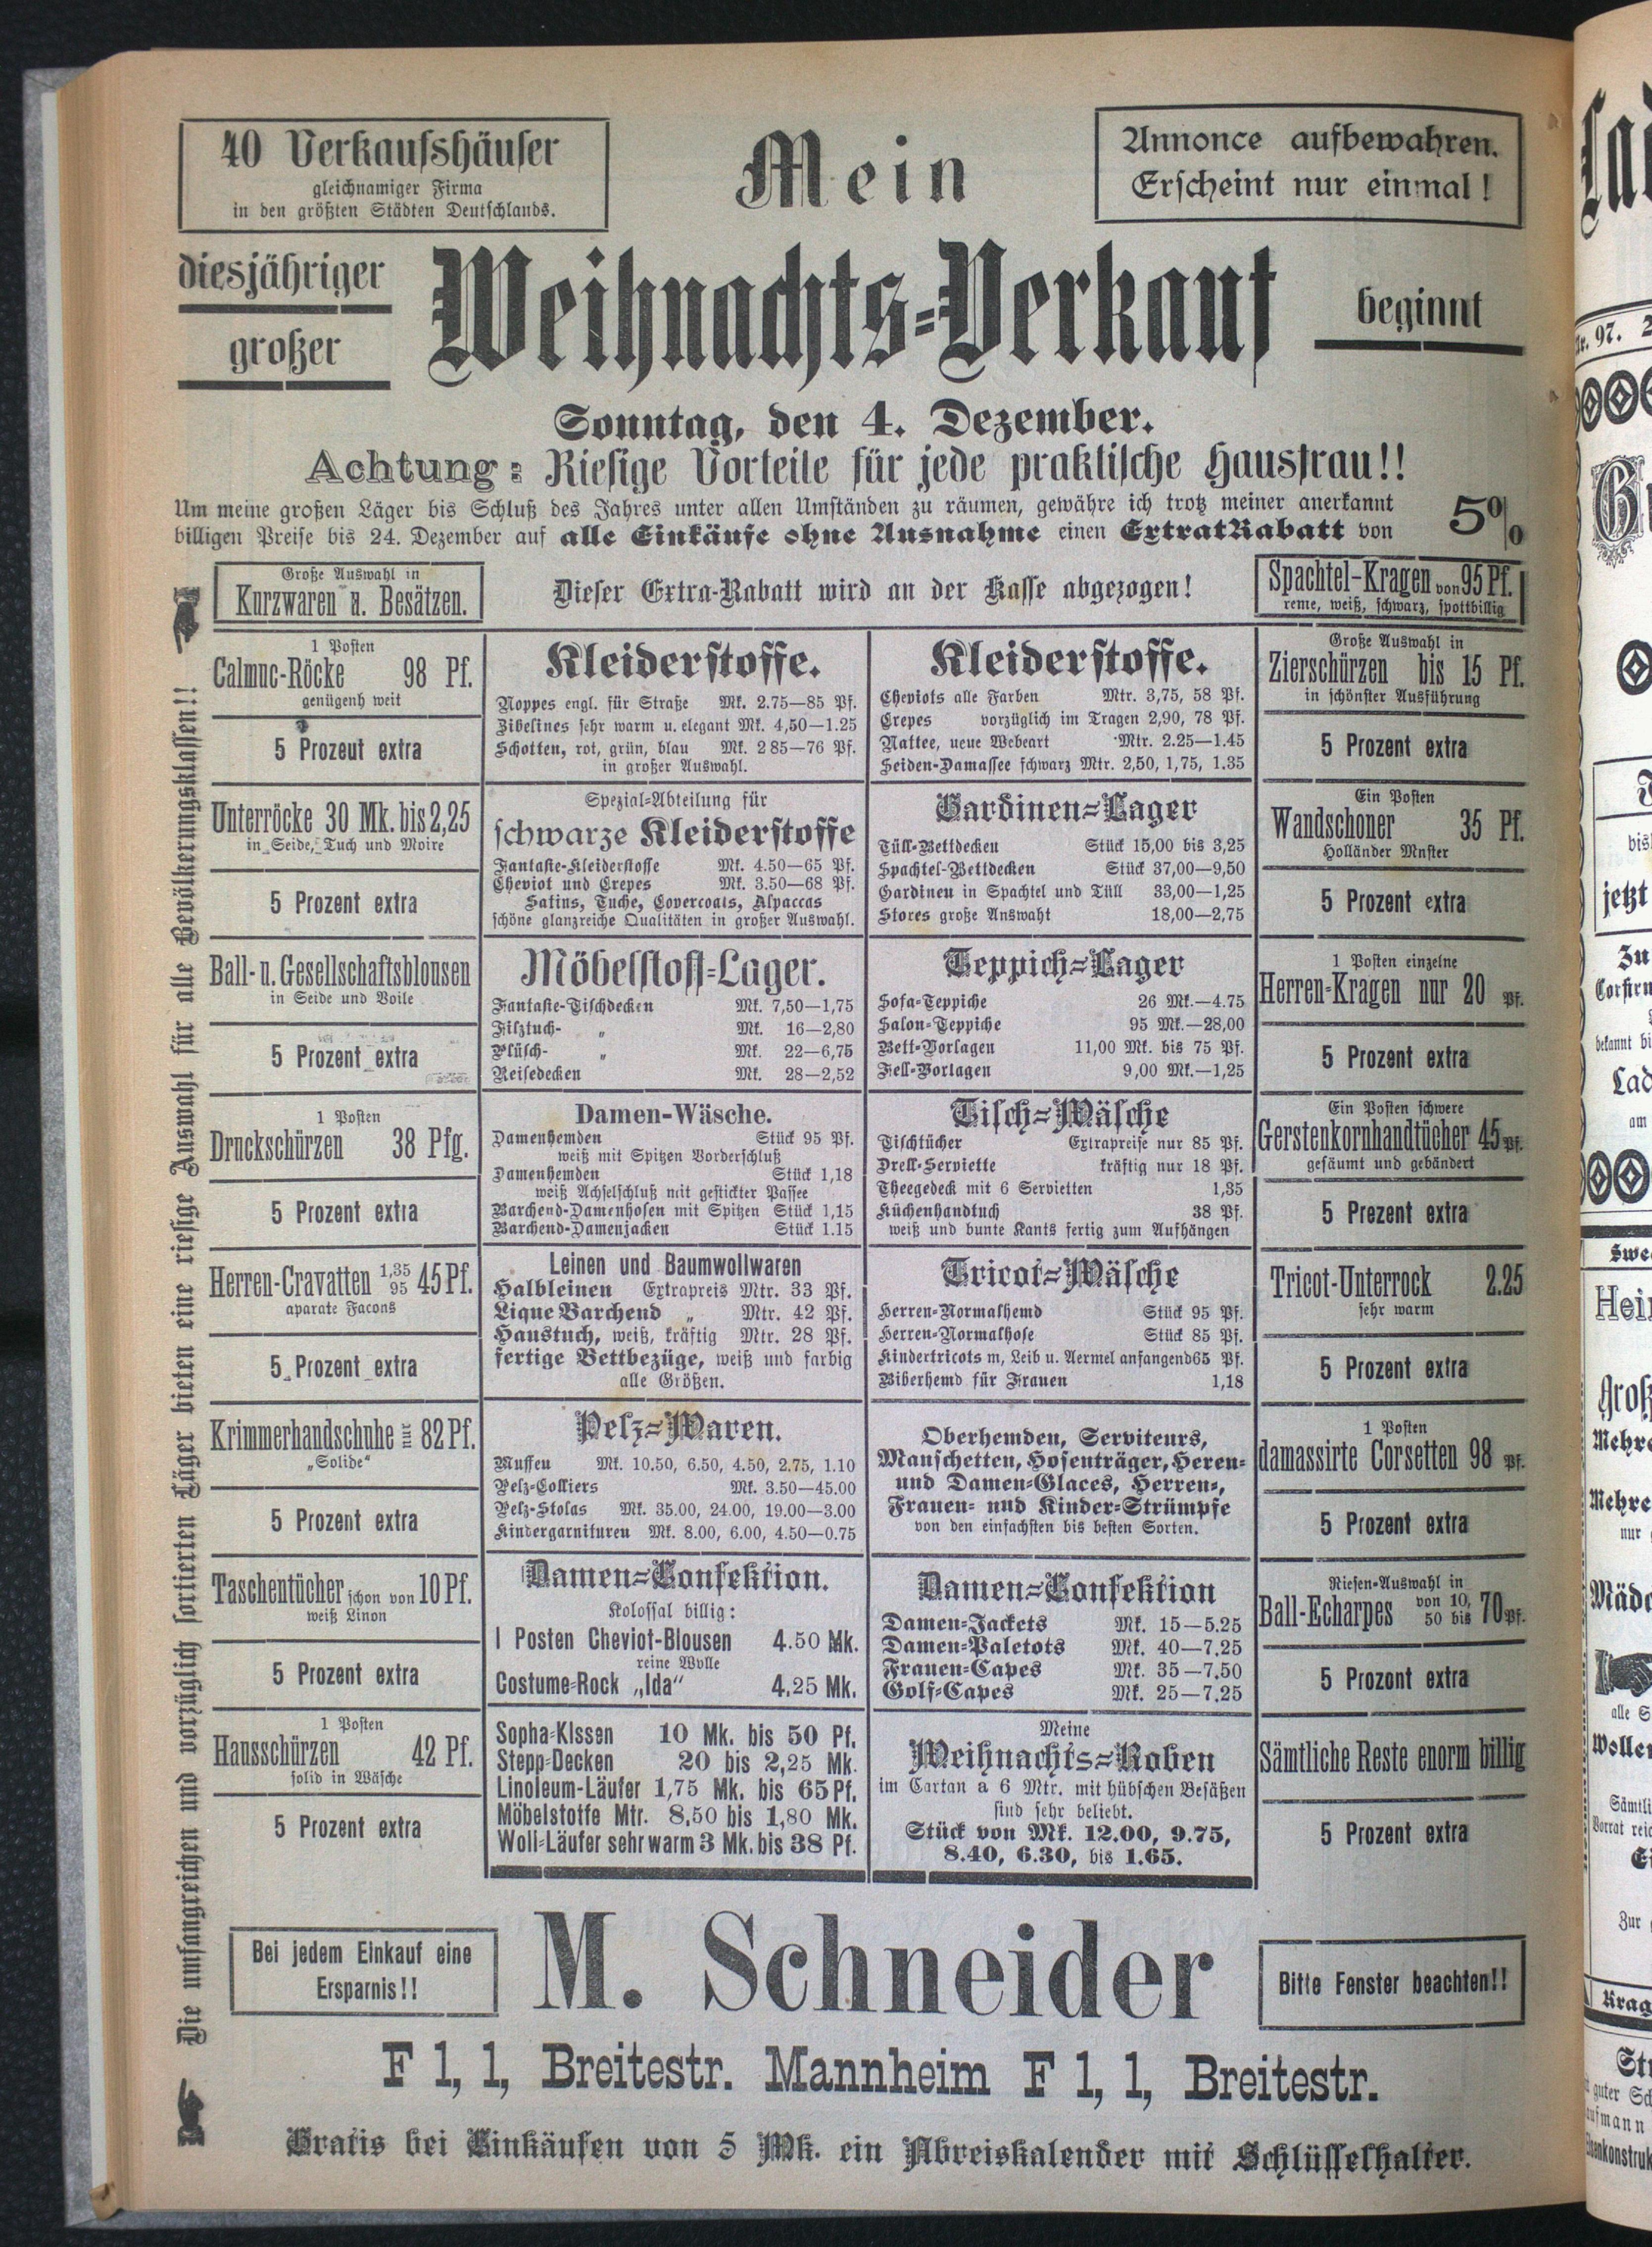 40 Verkaufshäuser
gleichnamiger Firma
in den größten Städten Deutschlands.
Mein
Annonce aufbewahren.
Erscheint nur einmal!
diesjähriger
großer
Weihnachts=Verkauf
beginnt
Sonntag, den 4. Dezember.
Achtung: Riesige Vorteile für jede praktische Hausfrau!!
Um meine großen Läger bis Schluß des Jahres unter allen Umständen zu räumen, gewähre ich trotz meiner anerkannt
billigen Preise bis 24. Dezember auf alle Einkäufe ohne Ausnahme einen ExtratRabatt von
5%
Große Auswahl in
Kurzwaren u. Besätzen.
Dieser Extra-Rabatt wird an der Kasse abgezogen!
Spachtel-Kragen von 95 Pf.
reme, weiß, schwarz, spottbillig
Die umfangreichen und vorzüglich sortierten Läger bieten eine riesige Auswahl für alle Bevölkerungsklassen!!
1 Posten
Calmuc-Röcke 98 Pf.
genügenh weit
5 Prozeut extra
Unterröcke 30 Mk. bis 2,25
in Seide, Tuch und Moire
5 Prozent extra
Ball- u. Gesellschaftsblousen
in Seide und Voile
5 Prozent extra
1 Posten
Druckschürzen 38 Pfg.
5 Prozent extra
Herren-Cravatten 1,35 95 45 Pf.
aparate Facons
5 Prozent extra
Krimmerhandschuhe nur 82 Pf.
„Solide“
5 Prozent extra
Taschentücher schon von 10 Pf.
weiß Linon
5 Prozent extra
1 Posten
Hausschürzen 42 Pf.
solid in Wäsche
5 Prozent extra
Kleiderstoffe.
Noppes engl. für Straße Mk. 2.75—85 Pf.
Zibelines sehr warm u. elegant Mk. 4,50—1.25
Schotten, rot, grün, blau Mk. 2 85—76 Pf.
in großer Auswahl.
Spezial=Abteilung für
schwarze Kleiderstoffe
Fantasie-Kleiderstoffe Mk. 4.50—65 Pf.
Cheviot und Crepes Mk. 3.50—68 Pf.
Satins, Tuche, Covercoats, Alpaccas
schöne glanzreiche Qualitäten in großer Auswahl.
Möbelstoff=Lager.
Fantasie-Tischdecken Mk. 7,50—1,75
Filztuch- „ Mk. 16—2,80
Plüsch- „ Mk. 22—6,75
Reisedecken Mk. 28—2,52
Damen-Wäsche.
Damenhemden Stück 95 Pf.
weiß mit Spitzen Vorderschluß
Damenhemden Stück 1,18
weiß Achselschluß mit gestickter Passee
Barchend-Damenhosen mit Spitzen Stück 1,15
Barchend-Damenjacken Stück 1.15
Leinen und Baumwollwaren
Halbleinen Extrapreis Mtr. 33 Pf.
Lique Barchend „ Mtr. 42 Pf.
Haustuch, weiß, kräftig Mtr. 28 Pf.
fertige Bettbezüge, weiß und farbig
alle Größen.
Pelz=Waren.
Muffen Mk. 10.50, 6.50, 4.50, 2.75, 1.10
Pelz-Colliers Mk. 3.50—45.00
Pelz-Stolas Mk. 35.00, 24.00, 19.00—3.00
Kindergarnituren Mk. 8.00, 6.00, 4.50—0.75
Damen=Confektion.
Kolossal billig:
1 Posten Cheviot-Blousen 4.50 Mk.
reine Wolle
Costume-Rock „Ida“ 4.25 Mk.
Sopha=Kissen 10 Mk. bis 50 Pf.
Stepp-Decken 20 bis 2,25 Mk.
Linoleum-Läufer 1,75 Mk. bis 65 Pf.
Möbelstoffe Mtr. 8,50 bis 1,80 Mk.
Woll=Läufer sehr warm 3 Mk. bis 38 Pf.
Kleiderstoffe.
Cheviots alle Farben Mtr. 3,75, 58 Pf.
Crepes vorzüglich im Tragen 2,90, 78 Pf.
Nattee, neue Webeart Mtr. 2.25—1.45
Seiden-Damassee schwarz Mtr. 2,50, 1,75, 1.35
Gardinen=Lager
Tüll-Bettdecken Stück 15,00 bis 3,25
Spachtel-Bettdecken Stück 37,00—9,50
Gardinen in Spachtel und Tüll 33,00—1,25
Stores große Answaht 18,00—2,75
Teppich=Lager
Sofa-Teppiche 26 Mk.—4.75
Salon-Teppiche 95 Mk.—28,00
Bett-Vorlagen 11,00 Mk. bis 75 Pf.
Fell-Vorlagen 9,00 Mk.—1,25
Tisch=Wäsche
Tischtücher Extrapreise nur 85 Pf.
Drell-Serviette kräftig nur 18 Pf.
Theegedeck mit 6 Servietten 1,35
Küchenhandtuch 38 Pf.
weiß und bunte Kants fertig zum Aufhängen
Tricot=Wäsche
Herren-Normalhemd Stück 95 Pf.
Herren-Normalhose Stück 85 Pf.
Kindertricots m, Leib u. Aermel anfangend 65 Pf.
Biberhemd für Frauen 1,18
Oberhemden, Serviteurs,
Manschetten, Hosenträger, Heren=
und Damen=Glaces, Herren=,
Frauen= und Kinder=Strümpfe
von den einfachsten bis besten Sorten.
Damen=Confektion
Damen=Jackets Mk. 15—5.25
Damen=Paletots Mk. 40—7.25
Frauen=Capes Mk. 35—7.50
Golf=Capes Mk. 25—7.25
Meine
Weihnachts=Roben
im Cartan a 6 Mtr. mit hübschen Besäßen
sind sehr beliebt.
Stück von Mk. 12.00, 9.75,
8.40, 6.30, bis 1.65.
Große Auswahl in
Zierschürzen bis 15 Pf.
in schönster Ausführung
5 Prozent extra
Ein Posten
Wandschoner 35 Pf.
Holländer Mnster
5 Prozent extra
1 Posten einzelne
Herren=Kragen nur 20 Pf.
5 Prozent extra
Ein Posten schwere
Gerstenkornhandtücher 45 Pf.
gesäumt und gebändert
5 Prezent extra
Tricot-Unterrock 2.25
sehr warm
5 Prozent extra
1 Posten
damassirte Corsetten 98 Pf.
5 Prozent extra
Riesen-Auswahl in
Ball-Echarpes von 10, 50 bis 70 Pf.
5 Prozont extra
Sämtliche Reste enorm billig
5 Prozent extra
Bei jedem Einkauf eine
Ersparnis!!
M. Schneider
Bitte Fenster beachten!!
F 1, 1, Breitestr. Mannheim F 1, 1, Breitestr.
Gratis bei Einkäufen von 5 Mk. ein Abreiskalender mit Schlüsselhalter.